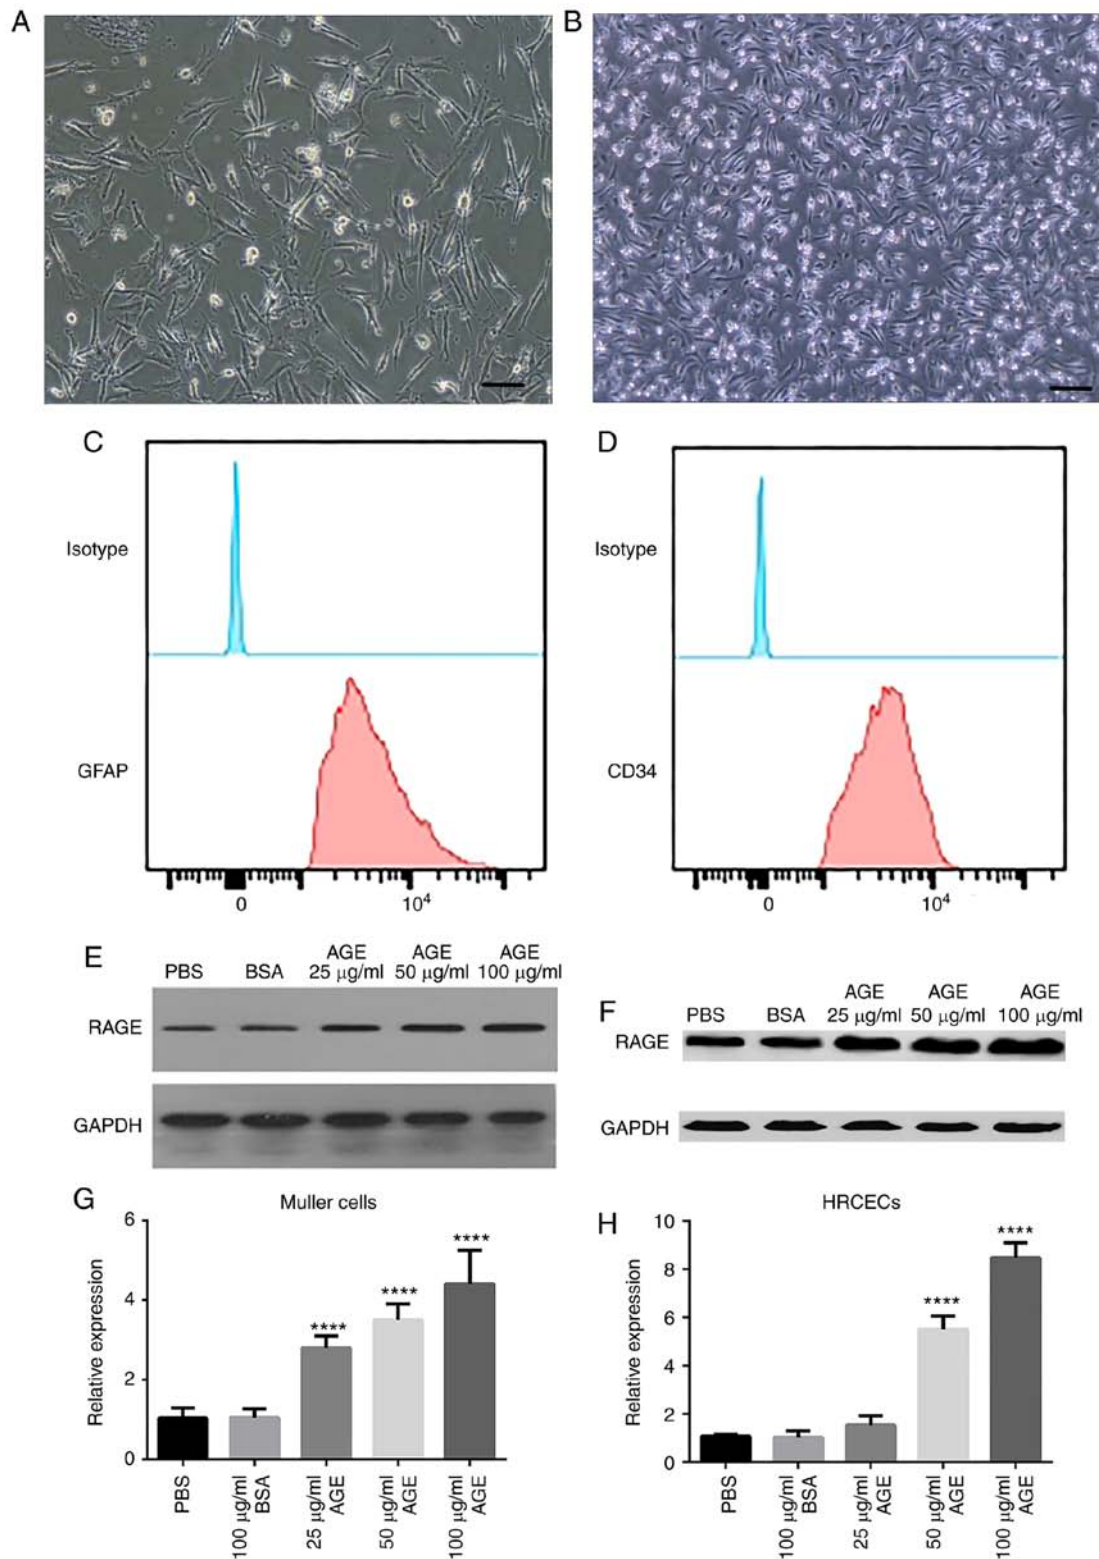 A
B
C
D
Isotype
Isotype
GFAP
CD34
0
10⁴
0
10⁴
E
PBS
BSA
AGE
25 μg/ml
AGE
50 μg/ml
AGE
100 μg/ml
RAGE
GAPDH
F
PBS
BSA
AGE
25 μg/ml
AGE
50 μg/ml
AGE
100 μg/ml
RAGE
GAPDH
G
Muller cells
Relative expression
6
4
2
0
****
****
****
PBS
100 μg/ml
BSA
25 μg/ml
AGE
50 μg/ml
AGE
100 μg/ml
AGE
H
HRCECs
Relative expression
10
8
6
4
2
0
****
****
PBS
100 μg/ml
BSA
25 μg/ml
AGE
50 μg/ml
AGE
100 μg/ml
AGE